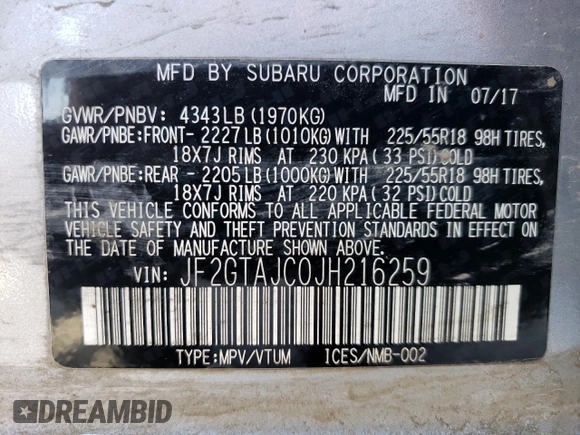 MFD BY SUBARU CORPORATION
MFD IN 07/17
GVWR/PNBV: 4343LB(1970KG)
GAWR/PNBE:FRONT- 2227LB(1010KG)WITH 225/55R18 98H TIRES,
18X7J RIMS AT 230 KPA(33 PSI)COLD
GAWR/PNBE:REAR - 2205LB(1000KG)WITH 225/55R18 98H TIRES,
18X7J RIMS AT 220 KPA(32 PSI)COLD
THIS VEHICLE CONFORMS TO ALL APPLICABLE FEDERAL MOTOR
VEHICLE SAFETY AND THEFT PREVENTION STANDARDS IN EFFECT ON
THE DATE OF MANUFACTURE SHOWN ABOVE.
VIN: JF2GTAJC0JH216259
TYPE:MPV/VTUM ICES/NMB-002
DREAMBID